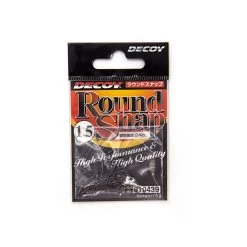 DECOY
ラウンドスナップ
Round
Snap
1.5
High Performance &
High Quality
DECOY